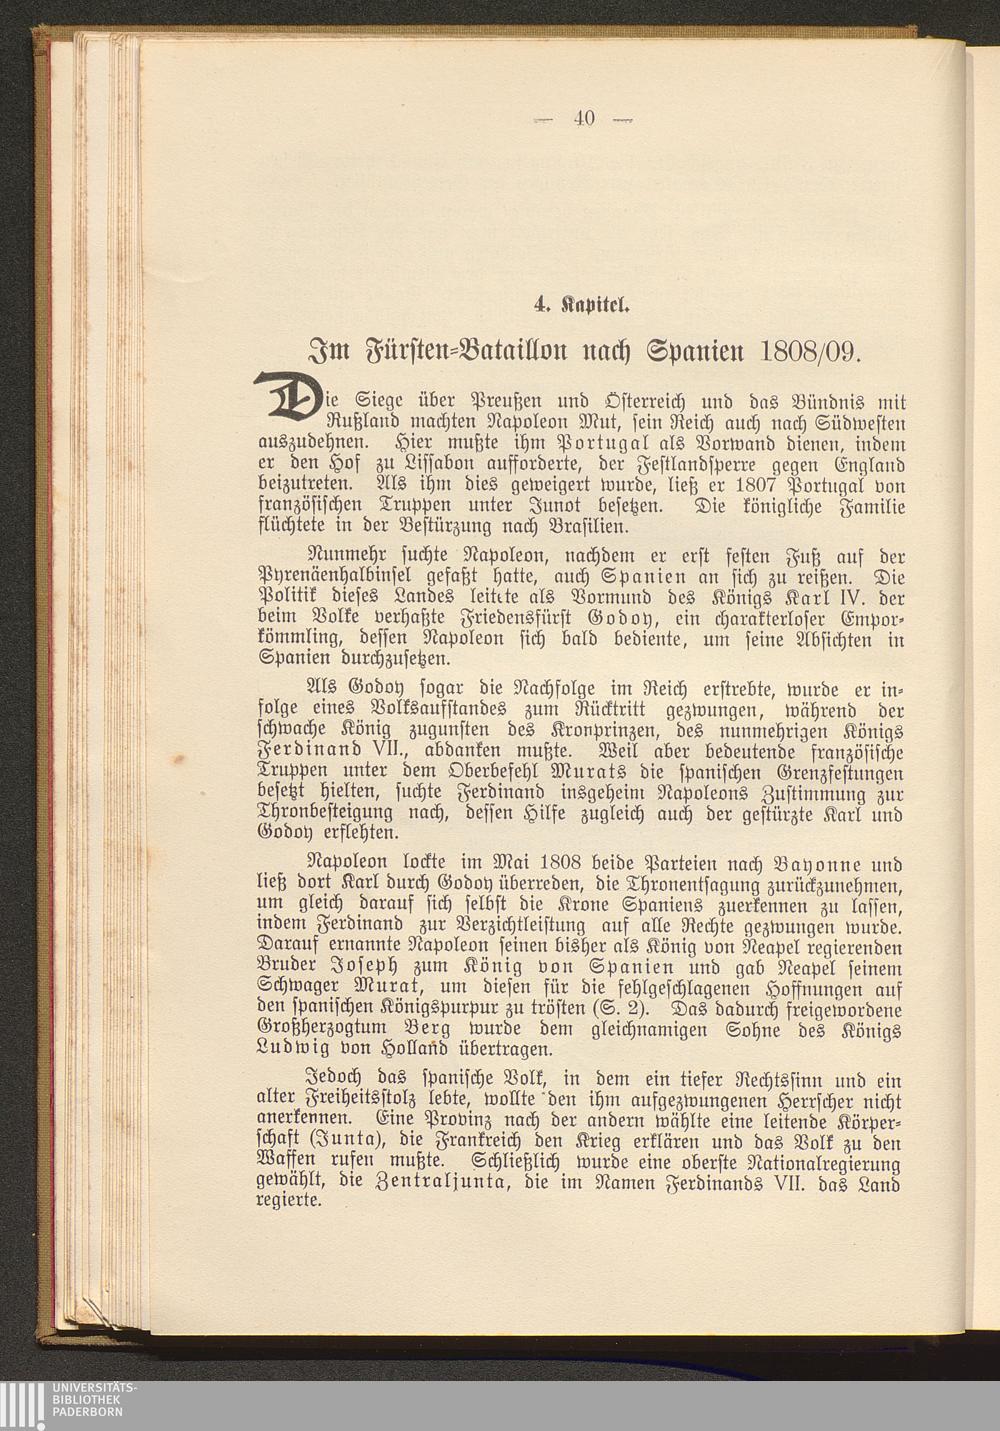 — 40 —
4. Kapitel.
Im Fürsten-Bataillon nach Spanien 1808/09.
Die Siege über Preußen und Österreich und das Bündnis mit
Rußland machten Napoleon Mut, sein Reich auch nach Südwesten
auszudehnen. Hier mußte ihm Portugal als Vorwand dienen, indem
er den Hof zu Lissabon aufforderte, der Festlandsperre gegen England
beizutreten. Als ihm dies geweigert wurde, ließ er 1807 Portugal von
französischen Truppen unter Junot besetzen. Die königliche Familie
flüchtete in der Bestürzung nach Brasilien.
Nunmehr suchte Napoleon, nachdem er erst festen Fuß auf der
Pyrenäenhalbinsel gefaßt hatte, auch Spanien an sich zu reißen. Die
Politik dieses Landes leitete als Vormund des Königs Karl IV. der
beim Volke verhaßte Friedensfürst Godoy, ein charakterloser Empor-
kömmling, dessen Napoleon sich bald bediente, um seine Absichten in
Spanien durchzusetzen.
Als Godoy sogar die Nachfolge im Reich erstrebte, wurde er in-
folge eines Volksaufstandes zum Rücktritt gezwungen, während der
schwache König zugunsten des Kronprinzen, des nunmehrigen Königs
Ferdinand VII., abdanken mußte. Weil aber bedeutende französische
Truppen unter dem Oberbefehl Murats die spanischen Grenzfestungen
besetzt hielten, suchte Ferdinand insgeheim Napoleons Zustimmung zur
Thronbesteigung nach, dessen Hilfe zugleich auch der gestürzte Karl und
Godoy erflehten.
Napoleon lockte im Mai 1808 beide Parteien nach Bayonne und
ließ dort Karl durch Godoy überreden, die Thronentsagung zurückzunehmen,
um gleich darauf sich selbst die Krone Spaniens zuerkennen zu lassen,
indem Ferdinand zur Verzichtleistung auf alle Rechte gezwungen wurde.
Darauf ernannte Napoleon seinen bisher als König von Neapel regierenden
Bruder Joseph zum König von Spanien und gab Neapel seinem
Schwager Murat, um diesen für die fehlgeschlagenen Hoffnungen auf
den spanischen Königspurpur zu trösten (S. 2). Das dadurch freigewordene
Großherzogtum Berg wurde dem gleichnamigen Sohne des Königs
Ludwig von Holland übertragen.
Jedoch das spanische Volk, in dem ein tiefer Rechtssinn und ein
alter Freiheitsstolz lebte, wollte den ihm aufgezwungenen Herrscher nicht
anerkennen. Eine Provinz nach der andern wählte eine leitende Körper-
schaft (Junta), die Frankreich den Krieg erklären und das Volk zu den
Waffen rufen mußte. Schließlich wurde eine oberste Nationalregierung
gewählt, die Zentraljunta, die im Namen Ferdinands VII. das Land
regierte.
UNIVERSITÄTS-
BIBLIOTHEK
PADERBORN